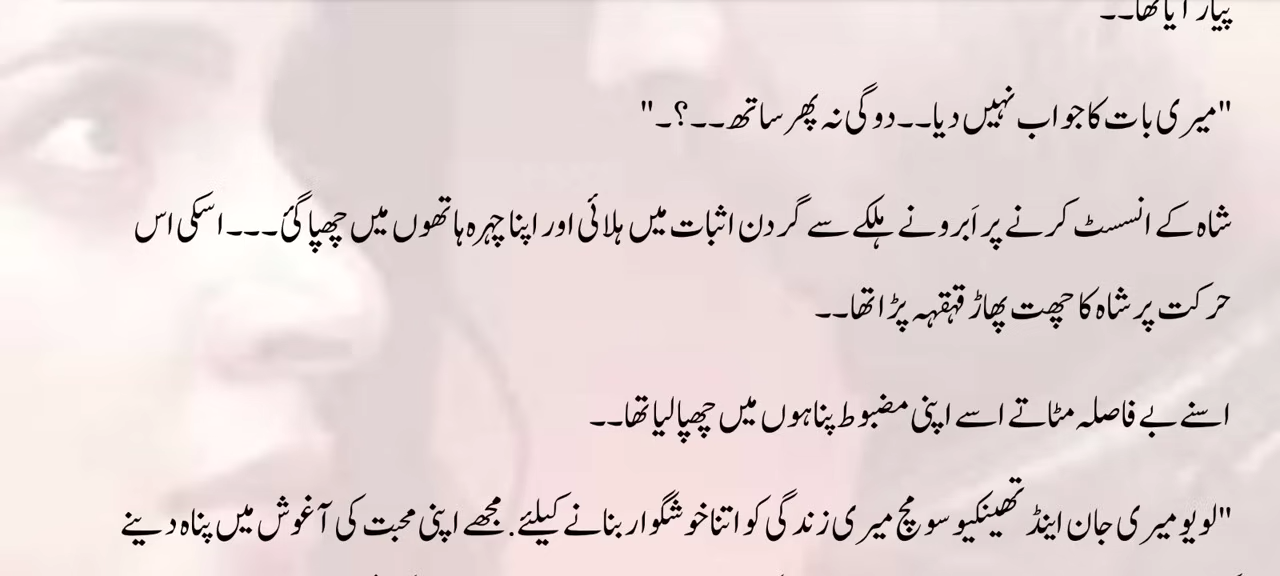 پیار آیا تھا۔۔
"میری بات کا جواب نہیں دیا۔۔دو گی نہ پھر ساتھ۔۔؟۔"
شاہ کے انسسٹ کرنے پر اَبرو نے ہلکے سے گردن اثبات میں ہلائی اور اپنا چہرہ ہاتھوں میں چھپا گئ۔۔۔اسکی اس
حرکت پر شاہ کا چھت پھاڑ قہقہہ پڑا تھا۔۔
اسنے بے فاصلہ مٹاتے اسے اپنی مضبوط پناہوں میں چھپا لیا تھا۔۔
"لو یو میری جان اینڈ تھینکیو سو مچ میری زندگی کو اتنا خوشگوار بنانے کیلئے. مجھے اپنی محبت کی آغوش میں پناہ دینے